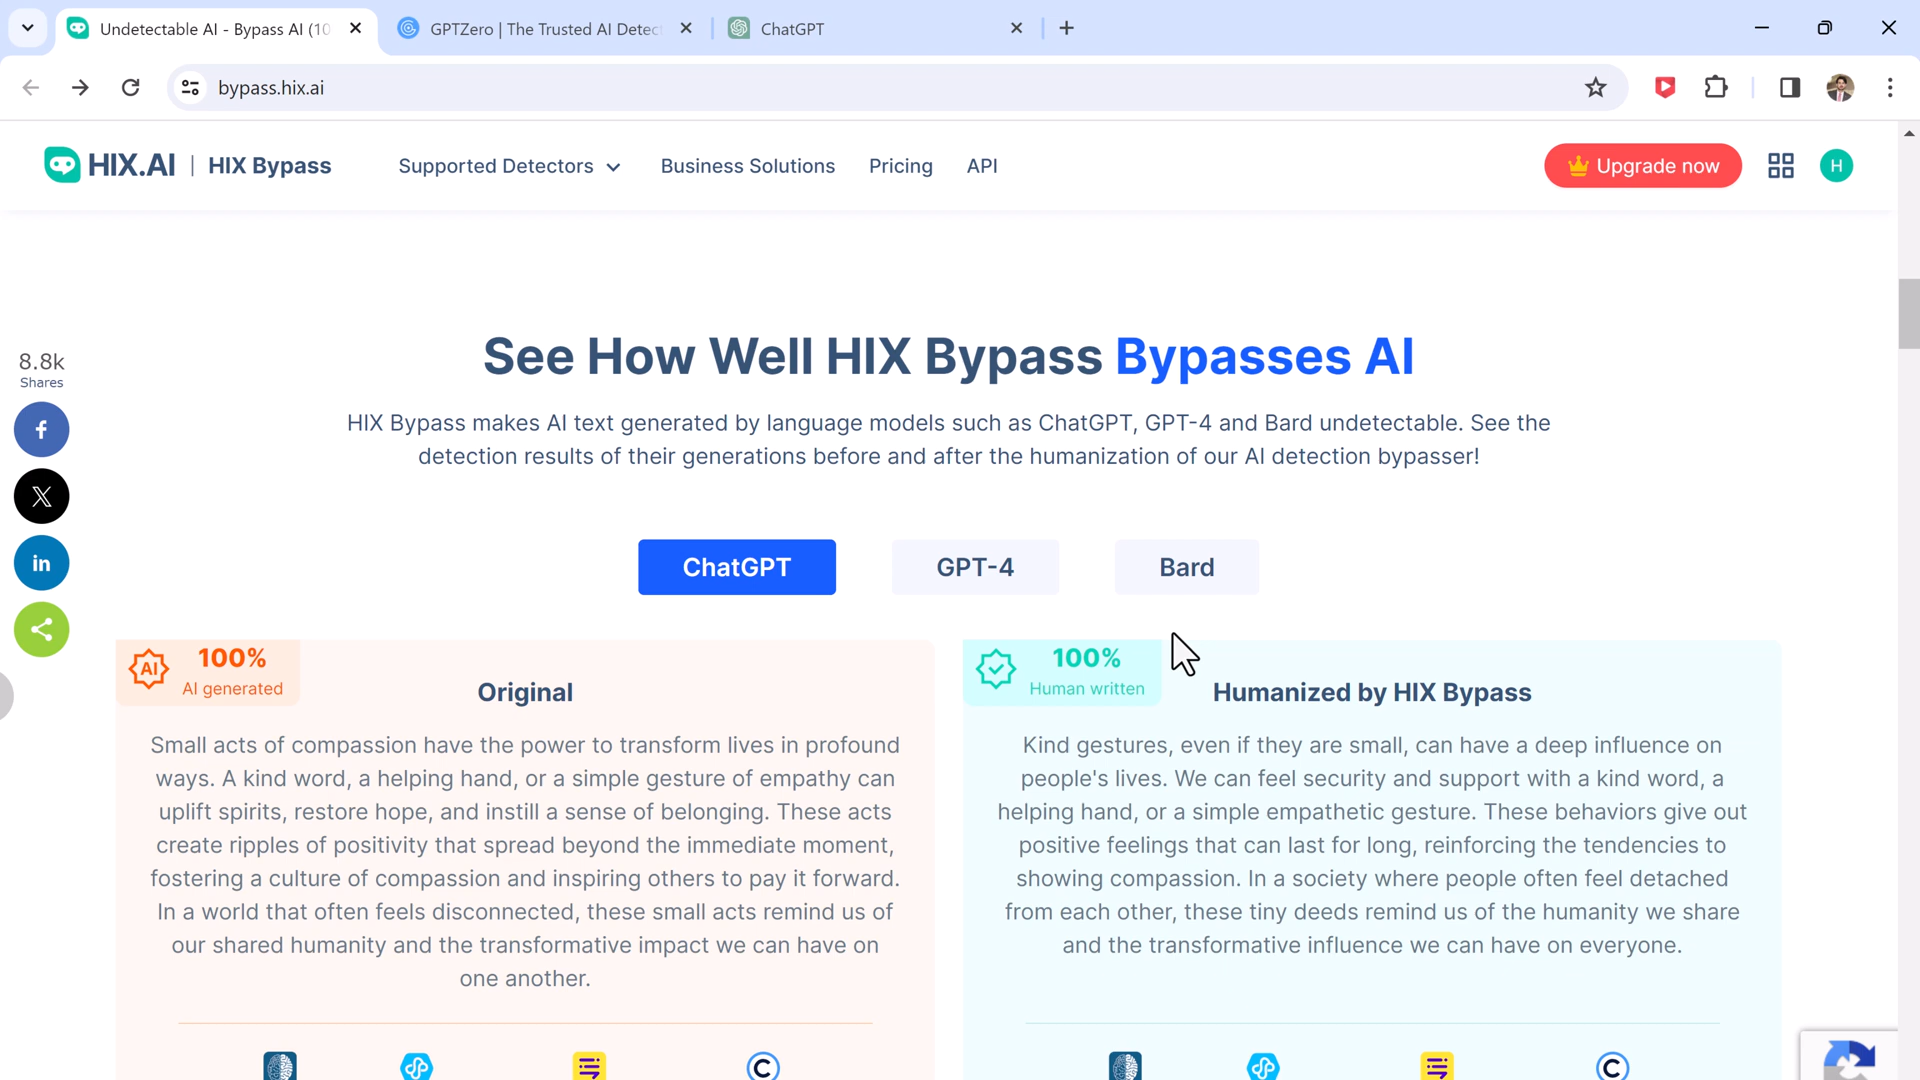 Undetectable AI - Bypass AI (10
GPTZero | The Trusted AI Detec
ChatGPT
bypass.hix.ai
HIX.AI | HIX Bypass
Supported Detectors
Business Solutions
Pricing
API
Upgrade now
H
8.8k
Shares
See How Well HIX Bypass Bypasses AI
HIX Bypass makes AI text generated by language models such as ChatGPT, GPT-4 and Bard undetectable. See the
detection results of their generations before and after the humanization of our AI detection bypasser!
ChatGPT
GPT-4
Bard
AI
100%
AI generated
Original
Small acts of compassion have the power to transform lives in profound
ways. A kind word, a helping hand, or a simple gesture of empathy can
uplift spirits, restore hope, and instill a sense of belonging. These acts
create ripples of positivity that spread beyond the immediate moment,
fostering a culture of compassion and inspiring others to pay it forward.
In a world that often feels disconnected, these small acts remind us of
our shared humanity and the transformative impact we can have on
one another.
100%
Human written
Humanized by HIX Bypass
Kind gestures, even if they are small, can have a deep influence on
people's lives. We can feel security and support with a kind word, a
helping hand, or a simple empathetic gesture. These behaviors give out
positive feelings that can last for long, reinforcing the tendencies to
showing compassion. In a society where people often feel detached
from each other, these tiny deeds remind us of the humanity we share
and the transformative influence we can have on everyone.